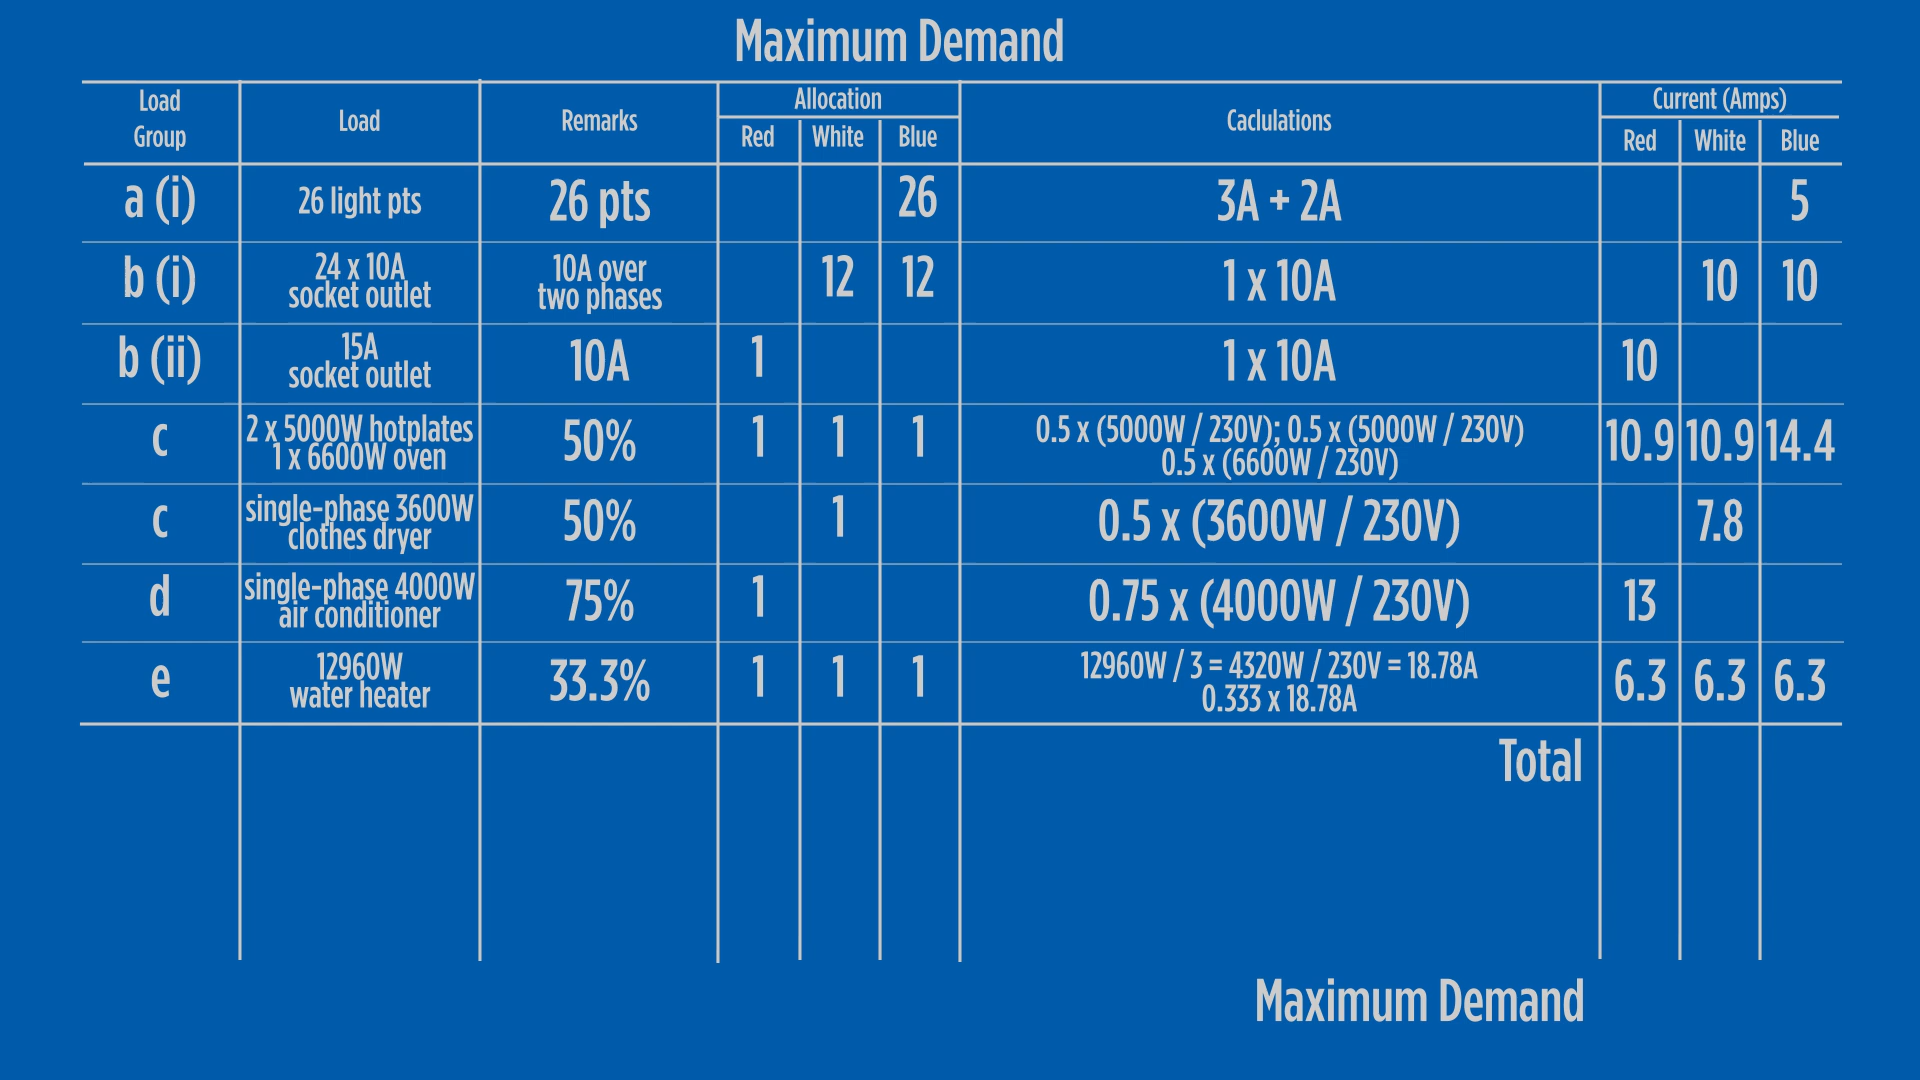 Maximum Demand
Load Group Load Remarks Allocation Caclulations Current (Amps)
Red White Blue Red White Blue
a (i) 26 light pts 26 pts 26 3A + 2A 5
b (i) 24 x 10A socket outlet 10A over two phases 12 12 1 x 10A 10 10
b (ii) 15A socket outlet 10A 1 1 x 10A 10
c 2 x 5000W hotplates 1 x 6600W oven 50% 1 1 1 0.5 x (5000W / 230V); 0.5 x (5000W / 230V) 0.5 x (6600W / 230V) 10.9 10.9 14.4
c single-phase 3600W clothes dryer 50% 1 0.5 x (3600W / 230V) 7.8
d single-phase 4000W air conditioner 75% 1 0.75 x (4000W / 230V) 13
e 12960W water heater 33.3% 1 1 1 12960W / 3 = 4320W / 230V = 18.78A 0.333 x 18.78A 6.3 6.3 6.3
Total
Maximum Demand